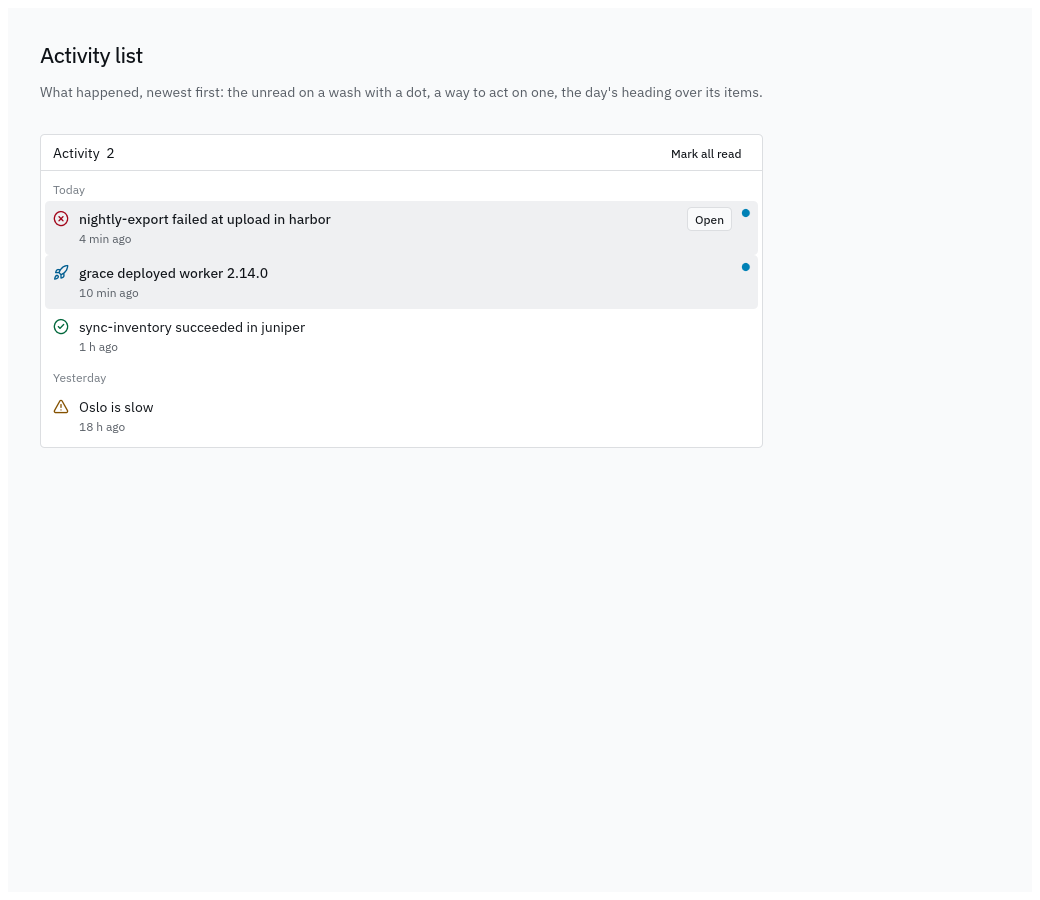 Activity list
What happened, newest first: the unread on a wash with a dot, a way to act on one, the day's heading over its items.
Activity 2
Mark all read
Today
nightly-export failed at upload in harbor
Open
4 min ago
grace deployed worker 2.14.0
10 min ago
sync-inventory succeeded in juniper
1 h ago
Yesterday
Oslo is slow
18 h ago